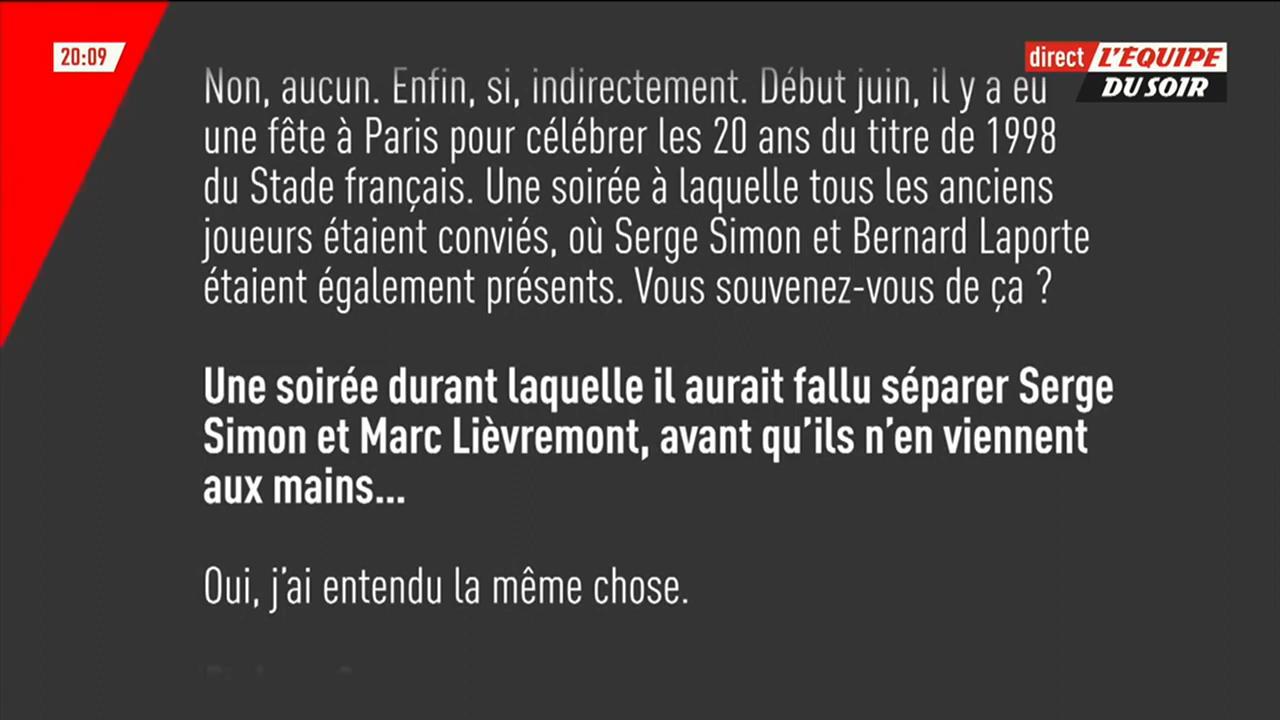 20:09
direct L'ÉQUIPE
DU SOIR
Non, aucun. Enfin, si, indirectement. Début juin, il y a eu
une fête à Paris pour célébrer les 20 ans du titre de 1998
du Stade français. Une soirée à laquelle tous les anciens
joueurs étaient conviés, où Serge Simon et Bernard Laporte
étaient également présents. Vous souvenez-vous de ça ?
Une soirée durant laquelle il aurait fallu séparer Serge
Simon et Marc Lièvremont, avant qu'ils n'en viennent
aux mains...
Oui, j'ai entendu la même chose.